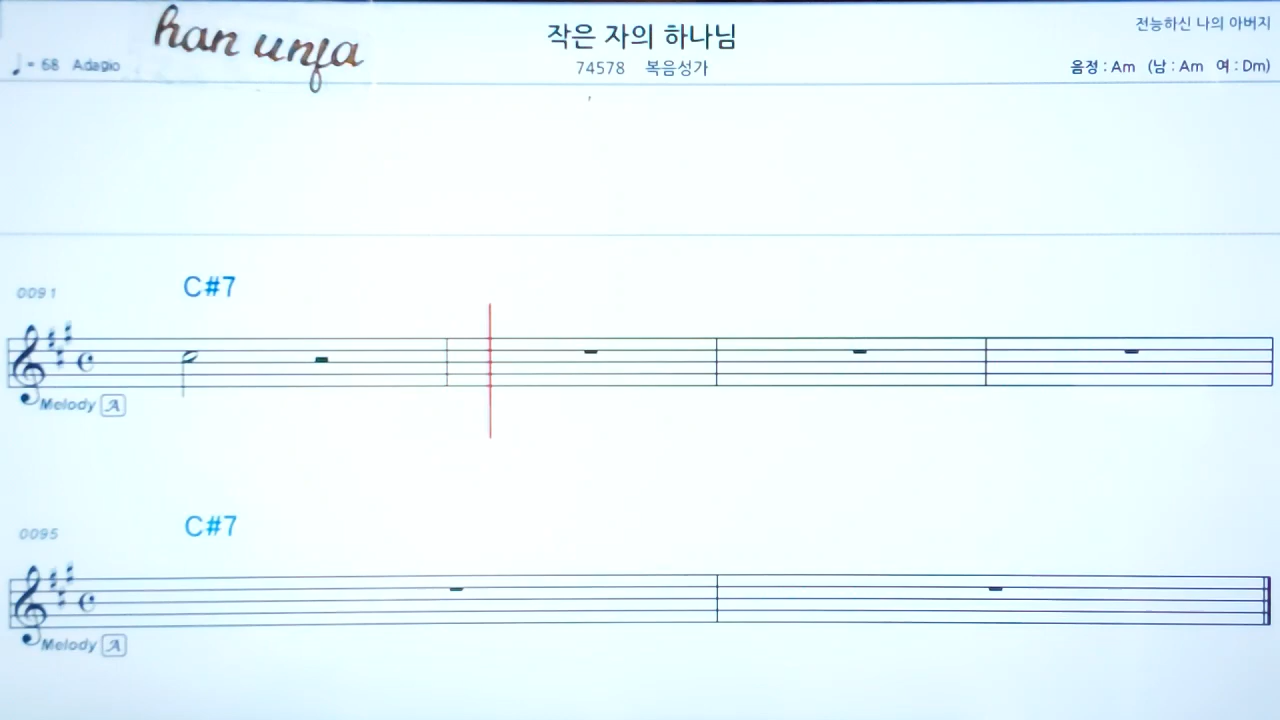 han unfa
작은 자의 하나님
전능하신 나의 아버지
♩ = 68 Adagio
74578 복음성가
음정 : Am (남 : Am 여 : Dm)
0091
C#7
Melody A
0095
C#7
Melody A